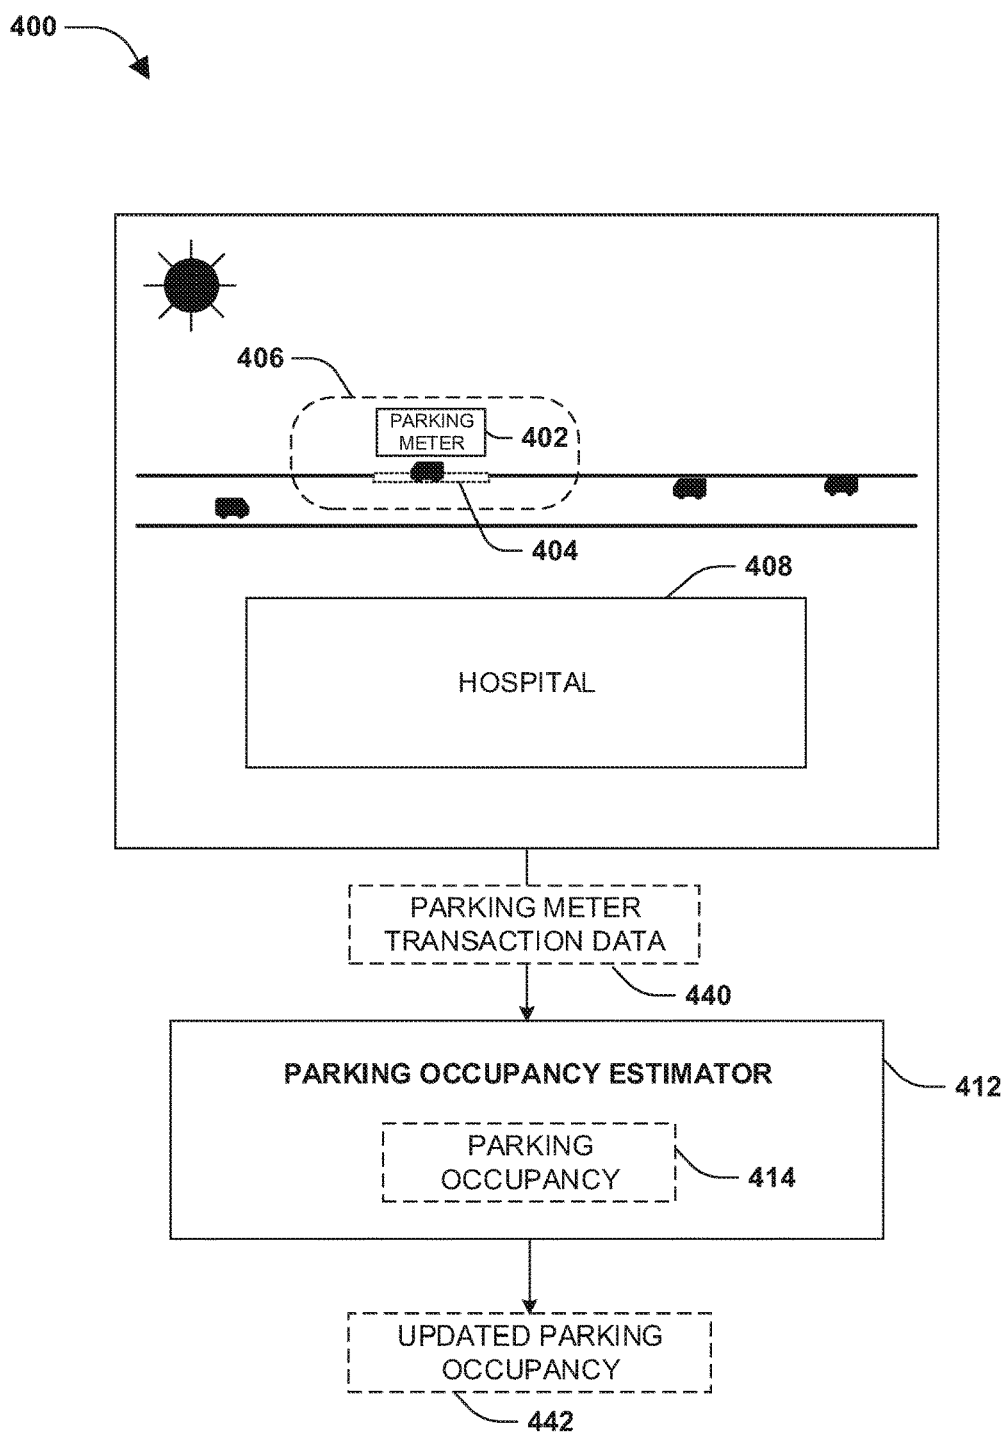 400
406
PARKING
METER
402
404
408
HOSPITAL
PARKING METER
TRANSACTION DATA
440
PARKING OCCUPANCY ESTIMATOR
412
PARKING
OCCUPANCY
414
UPDATED PARKING
OCCUPANCY
442